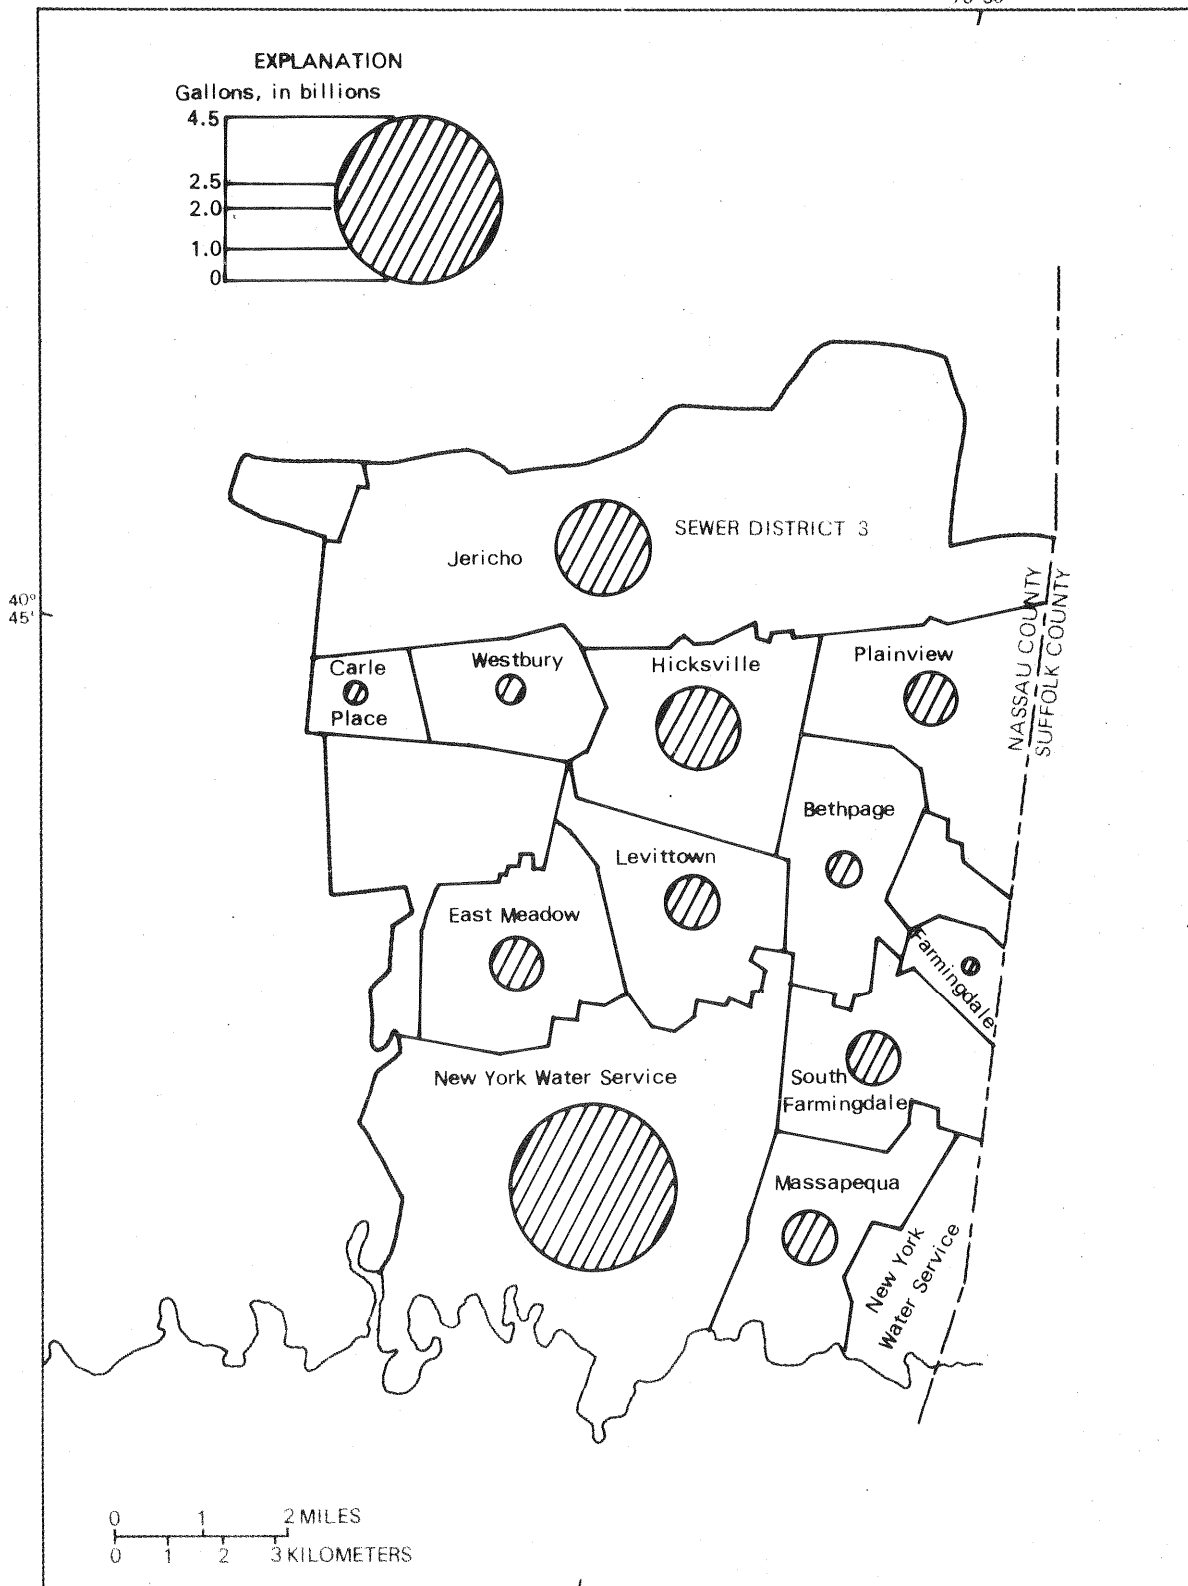 EXPLANATION
Gallons, in billions
4.5
2.5
2.0
1.0
0
SEWER DISTRICT 3
Jericho
40°
45'
NASSAU COUNTY
SUFFOLK COUNTY
Carle
Place
Westbury
Hicksville
Plainview
Bethpage
Levittown
East Meadow
Farmingdale
New York Water Service
South
Farmingdale
Massapequa
New York
Water Service
0 1 2 MILES
0 1 2 3 KILOMETERS